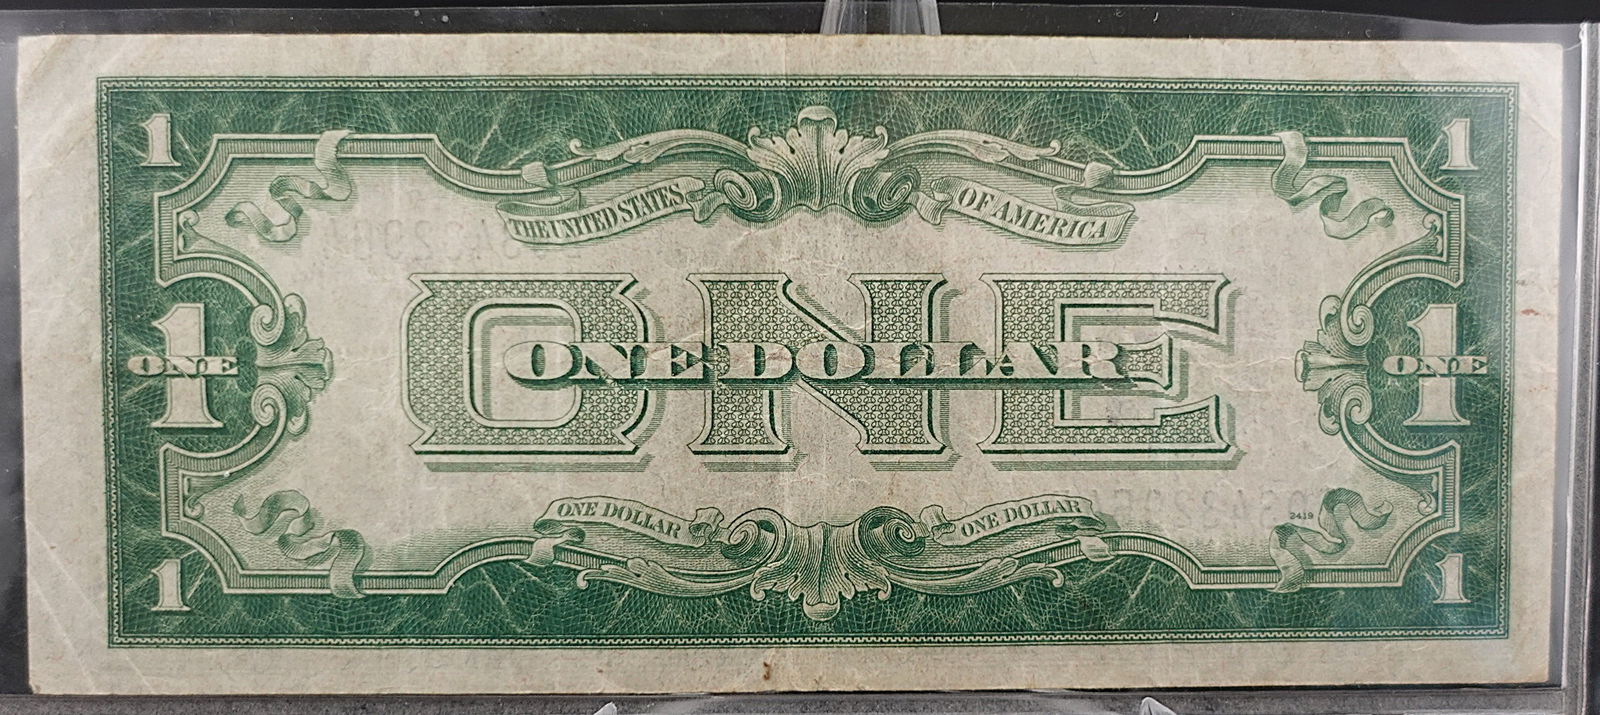 1 1
THE UNITED STATES OF AMERICA
ONE
ONE DOLLAR
1 ONE 1 ONE
ONE DOLLAR ONE DOLLAR
2419
1 1